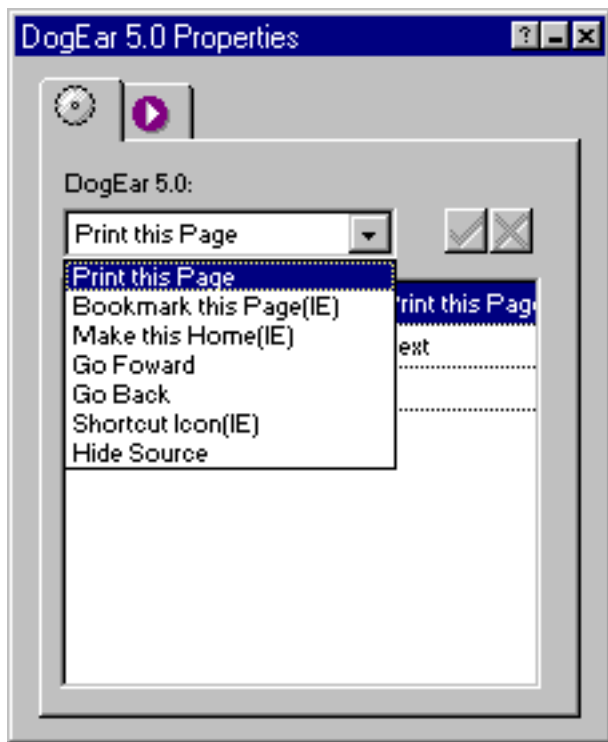 DogEar 5.0 Properties
DogEar 5.0:
Print this Page
Print this Page
Bookmark this Page(IE)
Make this Home(IE)
Go Foward
Go Back
Shortcut Icon(IE)
Hide Source
rint this Pag
ext